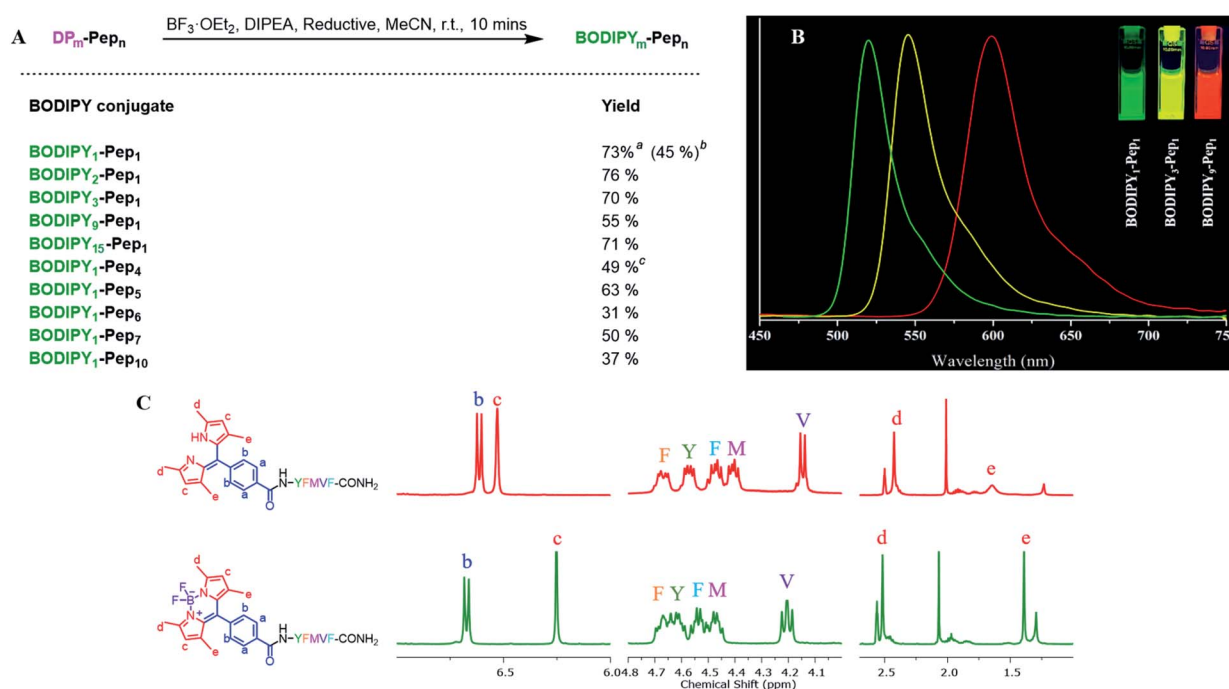 A
DPm-Pepn
BF3·OEt2, DIPEA, Reductive, MeCN, r.t., 10 mins
BODIPYm-Pepn
BODIPY conjugate Yield
BODIPY1-Pep1 73%a (45 %)b
BODIPY2-Pep1 76 %
BODIPY3-Pep1 70 %
BODIPY9-Pep1 55 %
BODIPY15-Pep1 71 %
BODIPY1-Pep4 49 %c
BODIPY1-Pep5 63 %
BODIPY1-Pep6 31 %
BODIPY1-Pep7 50 %
BODIPY1-Pep10 37 %
B
BODIPY1-Pep1
BODIPY3-Pep1
BODIPY9-Pep1
450 500 525 600 650 700 75
Wavelength (nm)
C
d c e HN N d c e b a b a O H N -YFMVF-CONH2
b c F Y F M V d e
d c e F F B − N N + d c e b a b a O H N -YFMVF-CONH2
b c F Y F M V d e
6.5 6.0 4.8 4.7 4.6 4.5 4.4 4.3 4.2 4.1 2.5 2.0 1.5
Chemical Shift (ppm)